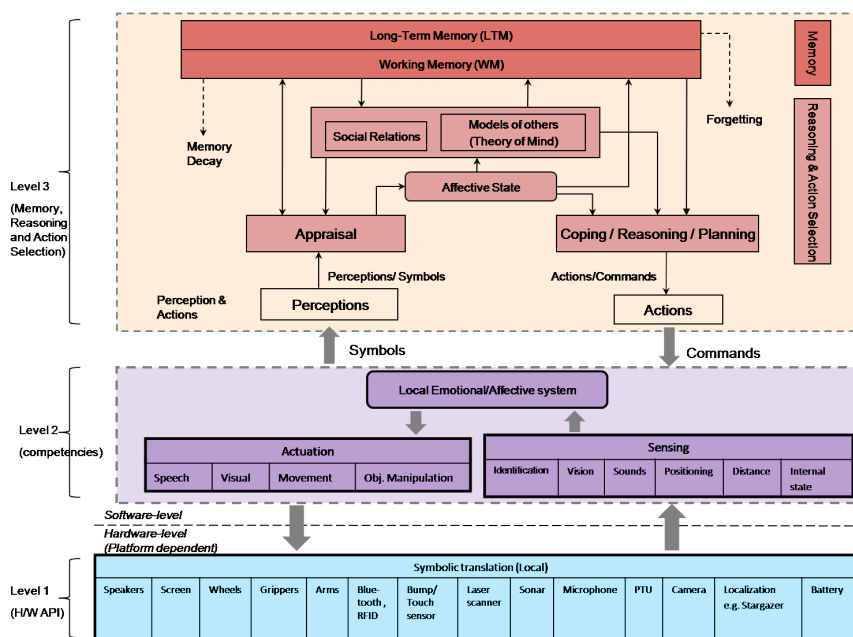 Long-Term Memory (LTM)
Working Memory (WM)
Memory
Reasoning & Action Selection
Memory
Decay
Forgetting
Social Relations
Models of others
(Theory of Mind)
Affective State
Level 3
(Memory,
Reasoning
and Action
Selection)
Appraisal
Coping / Reasoning / Planning
Perceptions/ Symbols
Actions/Commands
Perception &
Actions
Perceptions
Actions
Symbols
Commands
Local Emotional/Affective system
Level 2
(competencies)
Actuation
Speech
Visual
Movement
Obj. Manipulation
Sensing
Identification
Vision
Sounds
Positioning
Distance
Internal
state
Software-level
Hardware-level
(Platform dependent)
Level 1
(H/W API)
Symbolic translation (Local)
Speakers
Screen
Wheels
Grippers
Arms
Blue-
tooth ,
RFID
Bump/
Touch
sensor
Laser
scanner
Sonar
Microphone
PTU
Camera
Localization
e.g. Stargazer
Battery